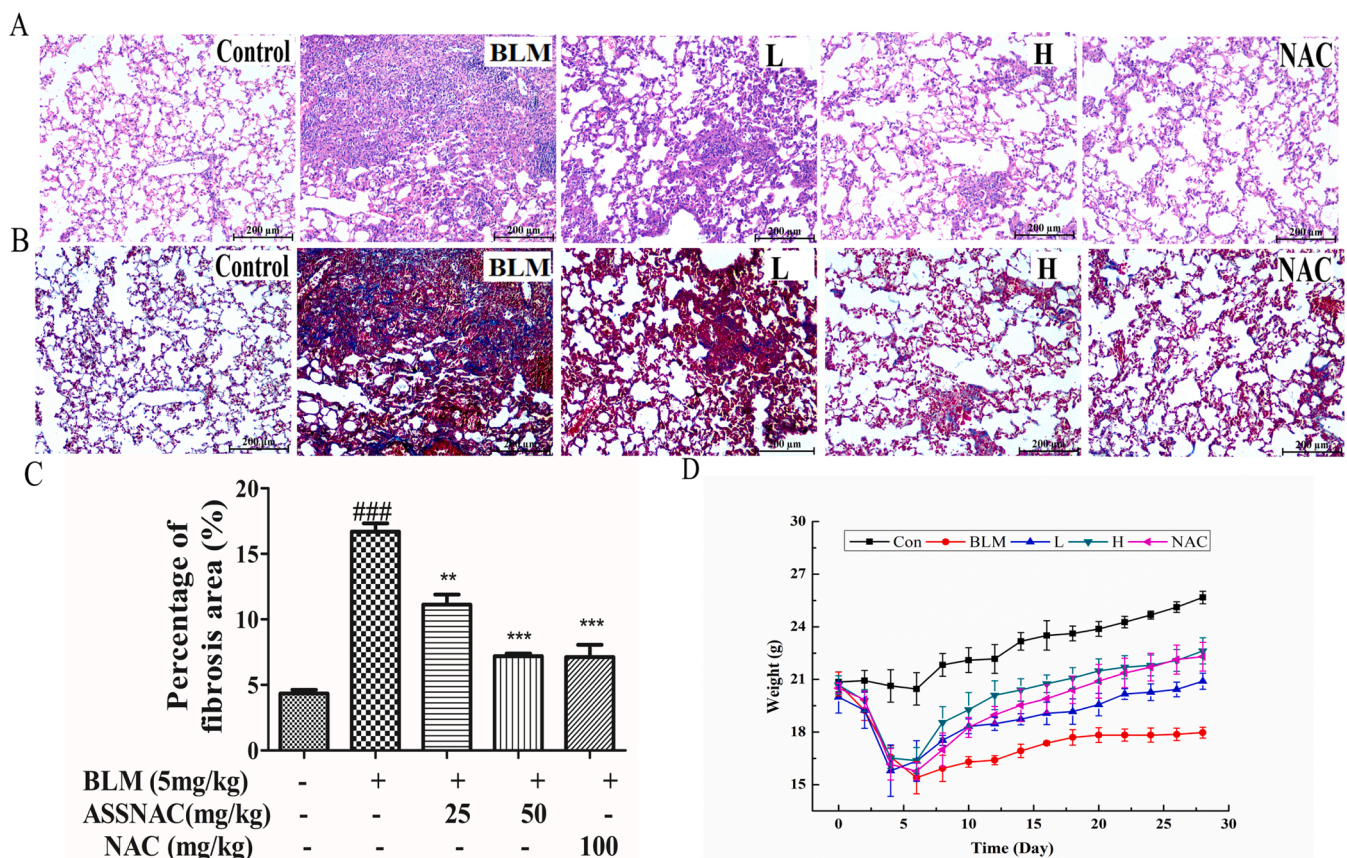 A
Control
BLM
L
H
NAC
200 µm
200 µm
200 µm
200 µm
200 µm
B
Control
BLM
L
H
NAC
200 µm
200 µm
200 µm
200 µm
200 µm
C
Percentage of
fibrosis area (%)
20
15
10
5
0
###
**
***
***
BLM (5mg/kg) - + + + +
ASSNAC(mg/kg) - - 25 50 -
NAC (mg/kg) - - - - 100
D
Con BLM L H NAC
Weight (g)
30
27
24
21
18
15
0 5 10 15 20 25 30
Time (Day)